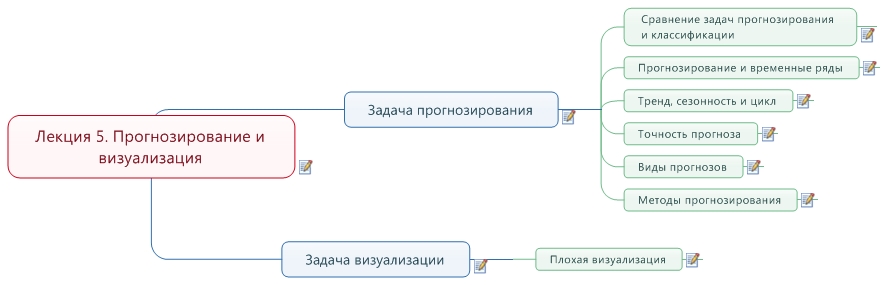 Лекция 5. Прогнозирование и
визуализация
Задача прогнозирования
Сравнение задач прогнозирования
и классификации
Прогнозирование и временные ряды
Тренд, сезонность и цикл
Точность прогноза
Виды прогнозов
Методы прогнозирования
Задача визуализации
Плохая визуализация